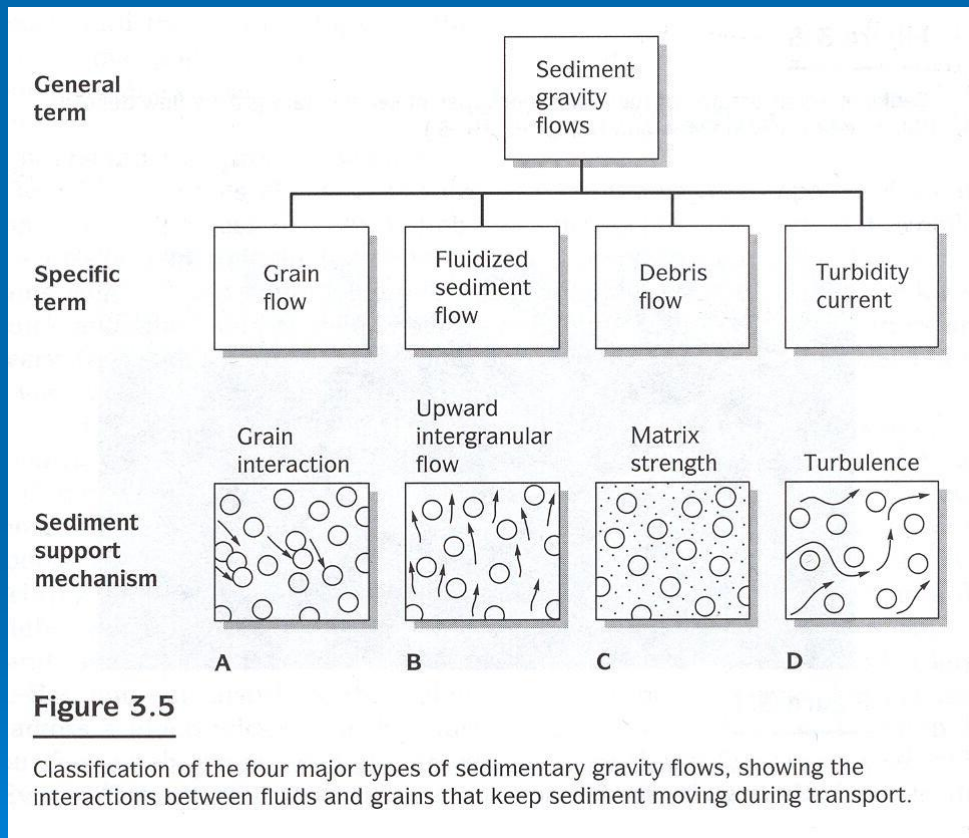 General
term
Sediment
gravity
flows
Specific
term
Grain
flow
Fluidized
sediment
flow
Debris
flow
Turbidity
current
Sediment
support
mechanism
Grain
interaction
Upward
intergranular
flow
Matrix
strength
Turbulence
A
B
C
D
Figure 3.5
Classification of the four major types of sedimentary gravity flows, showing the
interactions between fluids and grains that keep sediment moving during transport.